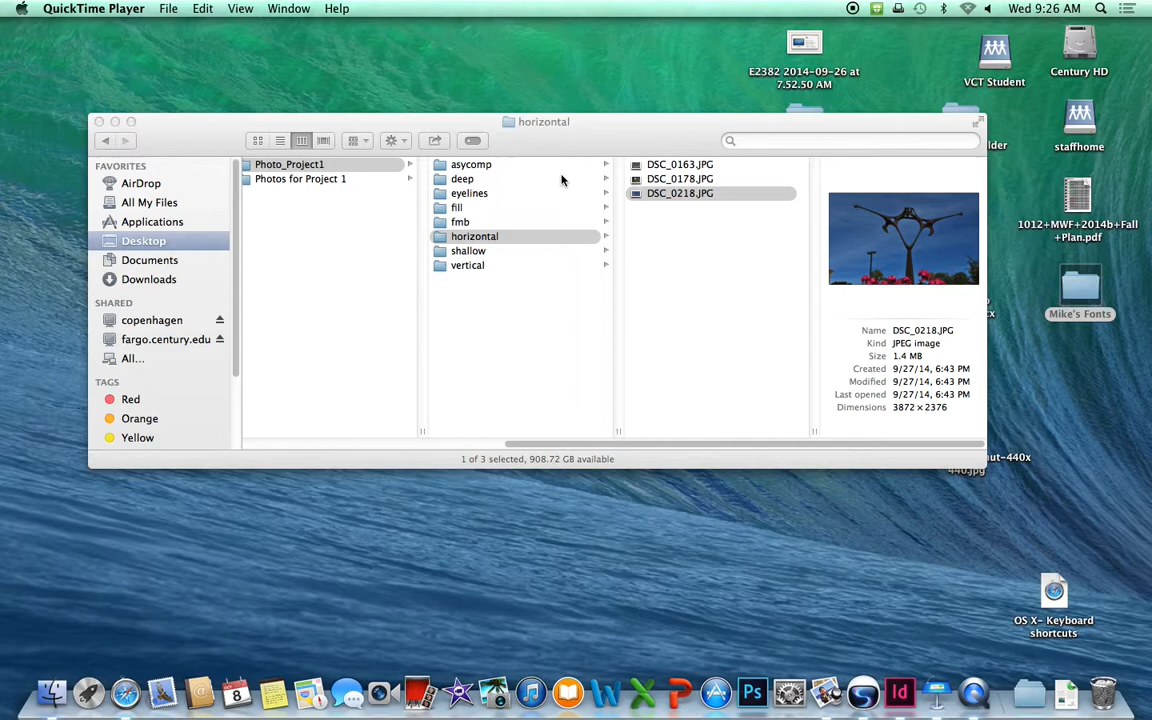 QuickTime Player File Edit View Window Help Wed 9:26 AM
E2382 2014-09-26 at
7.52.50 AM
VCT Student
Century HD
staffhome
1012+MWF+2014b+Fall
+Plan.pdf
Mike's Fonts
OS X- Keyboard
shortcuts
horizontal
FAVORITES
AirDrop
All My Files
Applications
Desktop
Documents
Downloads
SHARED
copenhagen
fargo.century.edu
All...
TAGS
Red
Orange
Yellow
Photo_Project1
Photos for Project 1
asycomp
deep
eyelines
fill
fmb
horizontal
shallow
vertical
DSC_0163.JPG
DSC_0178.JPG
DSC_0218.JPG
Name DSC_0218.JPG
Kind JPEG image
Size 1.4 MB
Created 9/27/14, 6:43 PM
Modified 9/27/14, 6:43 PM
Last opened 9/27/14, 6:43 PM
Dimensions 3872 × 2376
1 of 3 selected, 908.72 GB available
8
Ps
Id